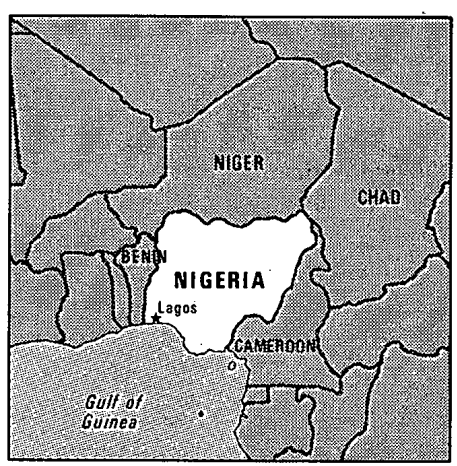 NIGER
CHAD
BENIN
NIGERIA
Lagos
CAMEROON
Gulf of
Guinea